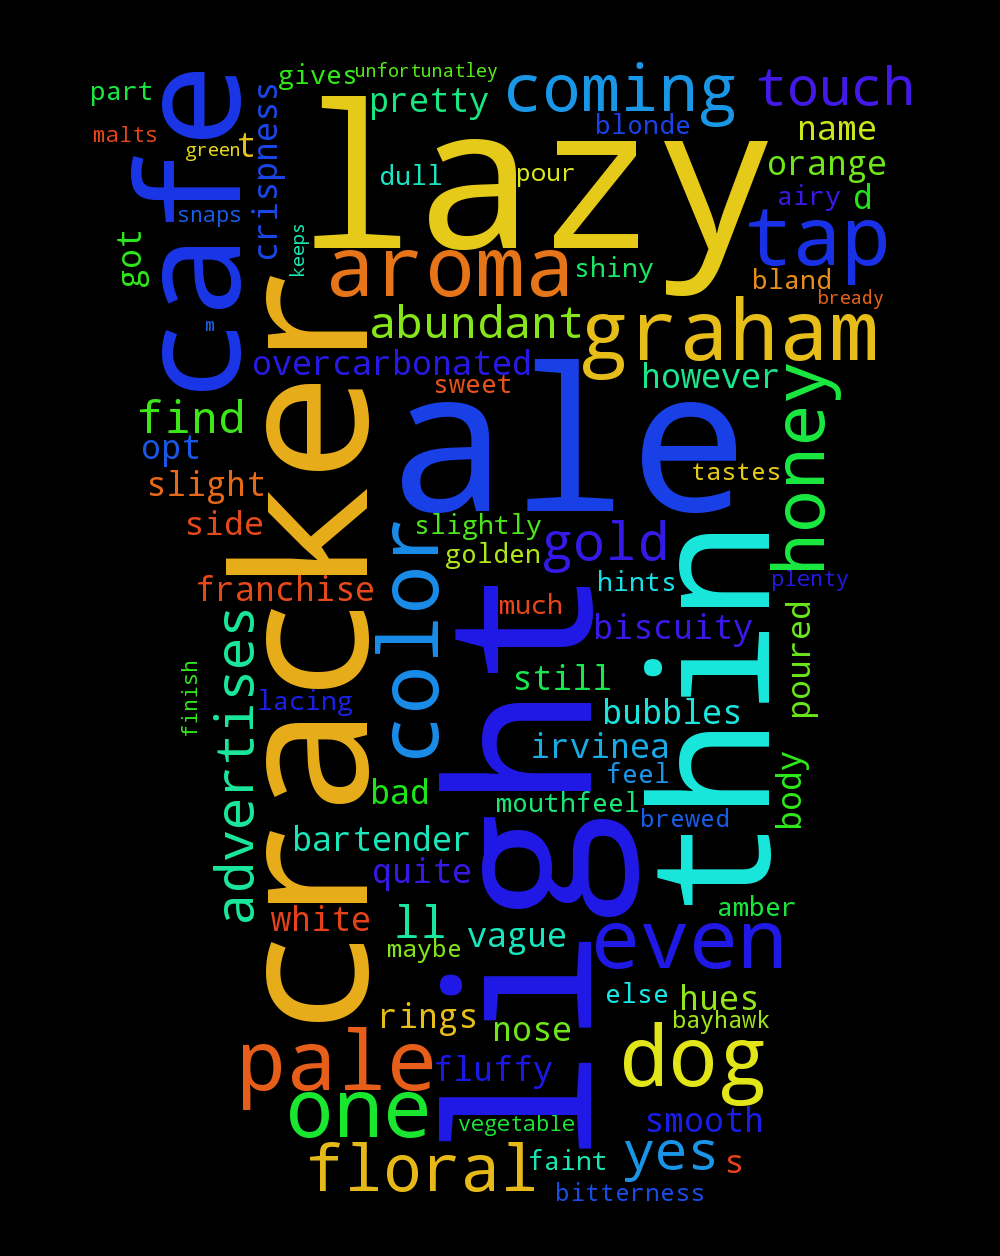 unfortunatley
gives
coming
touch
part
pretty
cafe
crispness
lazy
blonde
name
malts
green
t
orange
dull
pour
airy
d
snaps
got
keeps
tap
aroma
shiny
bland
bready
m
abundant
graham
overcarbonated
sweet
however
honey
find
cracker
ale
opt
tastes
slight
side
color
slightly
gold
golden
thin
franchise
hints
plenty
much
light
biscuity
poured
advertises
still
finish
lacing
bubbles
irvinea
feel
body
bad
mouthfeel
brewed
bartender
quite
amber
white
ll
vague
even
maybe
else
hues
rings
bayhawk
nose
pale
fluffy
dog
one
vegetable
smooth
floral
faint
yes
s
bitterness